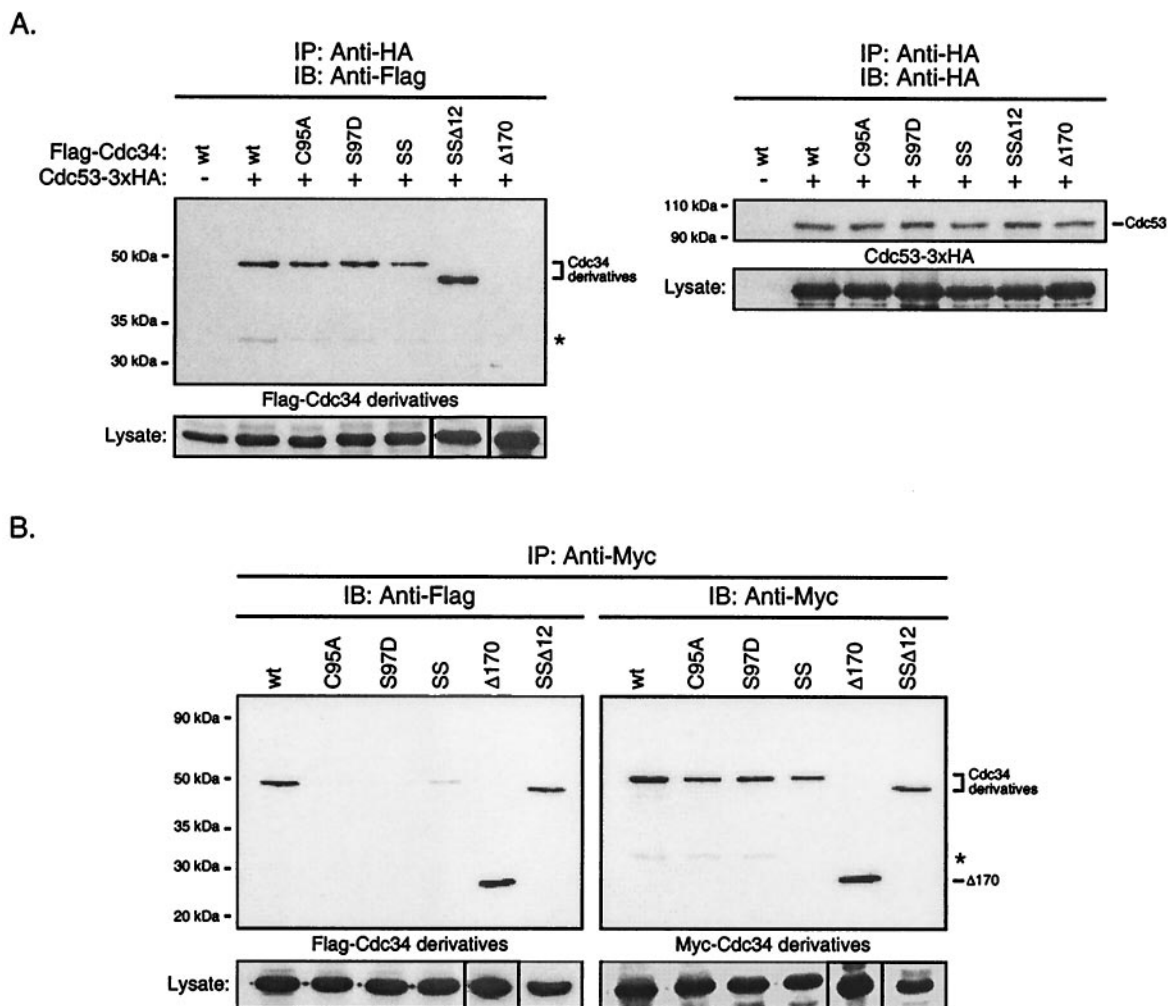 A.
IP: Anti-HA
IB: Anti-Flag
Flag-Cdc34: wt wt C95A S97D SS SSΔ12 Δ170
Cdc53-3xHA: - + + + + + +
50 kDa
35 kDa
30 kDa
Cdc34
derivatives
*
Flag-Cdc34 derivatives
Lysate:
IP: Anti-HA
IB: Anti-HA
wt wt C95A S97D SS SSΔ12 Δ170
- + + + + + +
110 kDa
90 kDa
Cdc53
Cdc53-3xHA
Lysate:
B.
IP: Anti-Myc
IB: Anti-Flag
wt C95A S97D SS Δ170 SSΔ12
90 kDa
50 kDa
35 kDa
30 kDa
20 kDa
Flag-Cdc34 derivatives
Lysate:
IB: Anti-Myc
wt C95A S97D SS Δ170 SSΔ12
Cdc34
derivatives
*
Δ170
Myc-Cdc34 derivatives